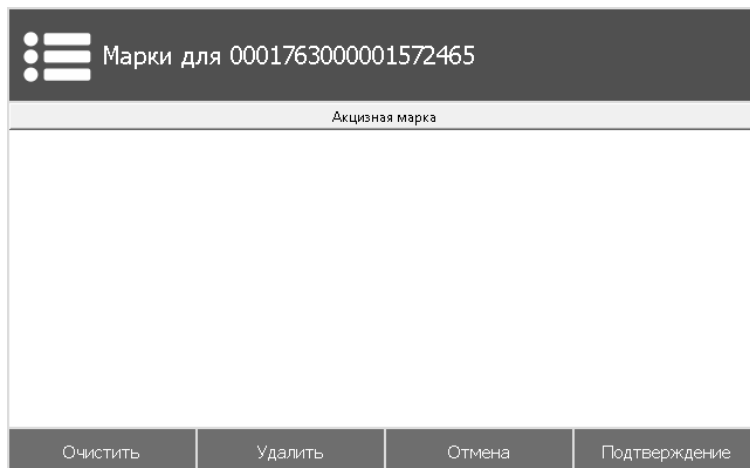 Марки для 0001763000001572465
Акцизная марка
Очистить Удалить Отмена Подтверждение